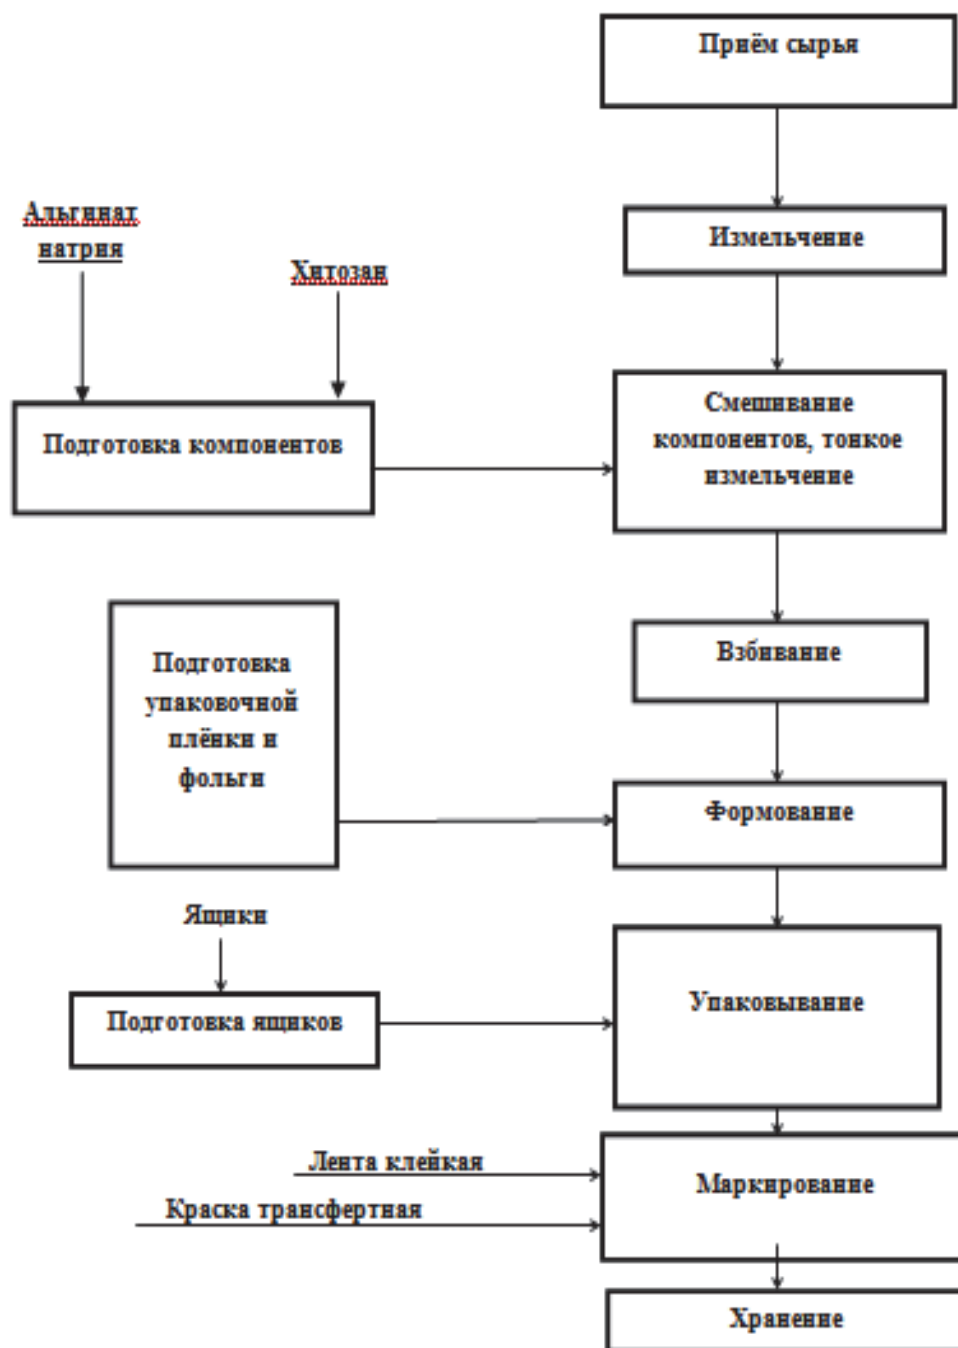 Приём сырья
Альгинат
натрия
Измельчение
Хитозан
Смешивание
компонентов, тонкое
измельчение
Подготовка компонентов
Взбивание
Подготовка
упаковочной
плёнки и
фольги
Формование
Ящики
Упаковывание
Подготовка ящиков
Лента клейкая
Маркирование
Краска трансфертная
Хранение